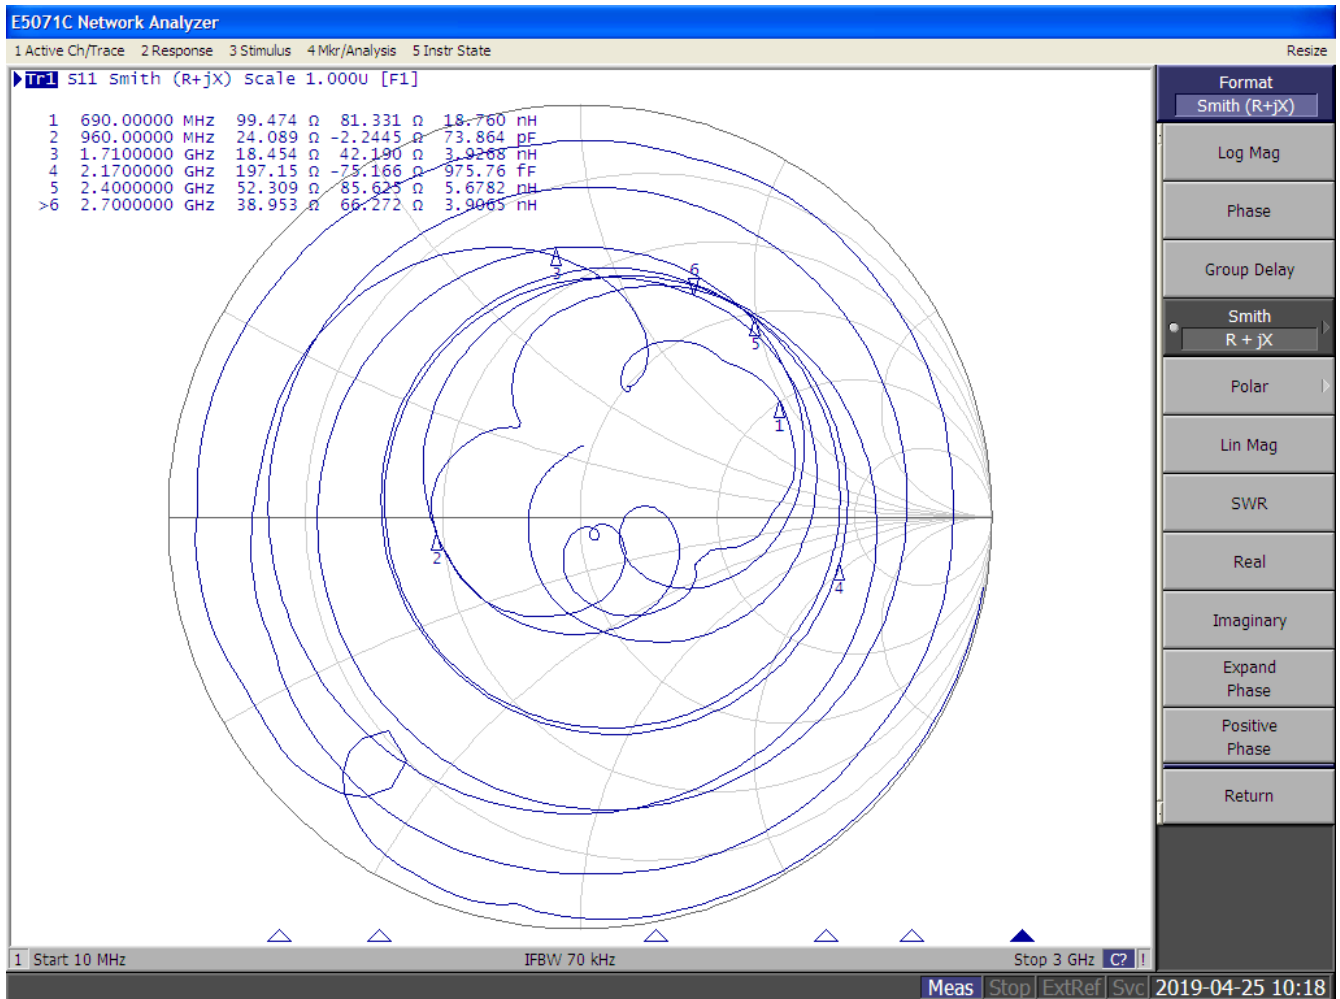 E5071C Network Analyzer
1 Active Ch/Trace 2 Response 3 Stimulus 4 Mkr/Analysis 5 Instr State Resize
Tr1 S11 Smith (R+jX) Scale 1.000U [F1]
1 690.00000 MHz 99.474 Ω 81.331 Ω 18.760 nH
2 960.00000 MHz 24.089 Ω -2.2445 Ω 73.864 pF
3 1.7100000 GHz 18.454 Ω 42.190 Ω 3.9268 nH
4 2.1700000 GHz 197.15 Ω -75.166 Ω 975.76 fF
5 2.4000000 GHz 52.309 Ω 85.625 Ω 5.6782 nH
>6 2.7000000 GHz 38.953 Ω 66.272 Ω 3.9065 nH
3
6
5
1
2
4
1 Start 10 MHz IFBW 70 kHz Stop 3 GHz C? !
Format
Smith (R+jX)
Log Mag
Phase
Group Delay
Smith
R + jX
Polar
Lin Mag
SWR
Real
Imaginary
Expand
Phase
Positive
Phase
Return
Meas Stop ExtRef Svc 2019-04-25 10:18